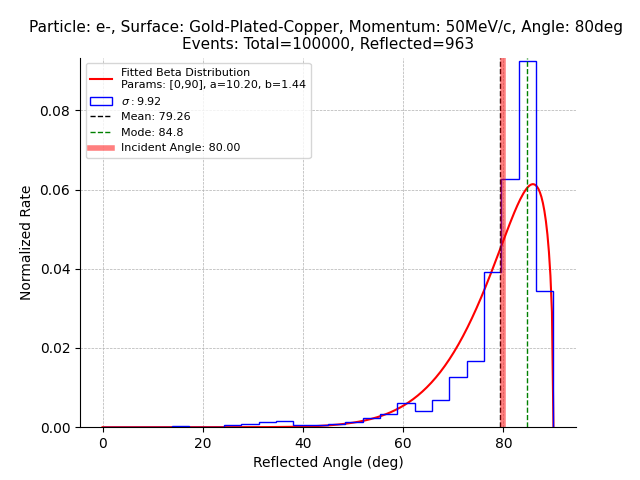 Particle: e-, Surface: Gold-Plated-Copper, Momentum: 50MeV/c, Angle: 80deg
Events: Total=100000, Reflected=963
Fitted Beta Distribution
Params: [0,90], a=10.20, b=1.44
σ: 9.92
Mean: 79.26
Mode: 84.8
Incident Angle: 80.00
Normalized Rate
0.08
0.06
0.04
0.02
0.00
0
20
40
60
80
Reflected Angle (deg)